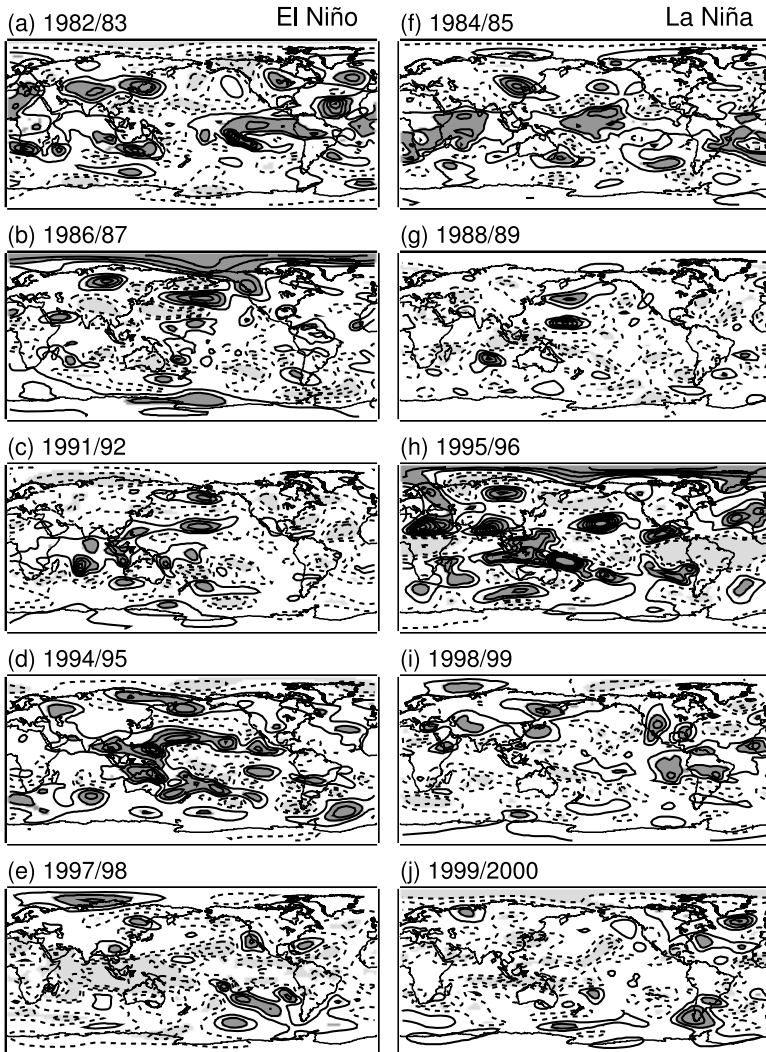 El Niño
La Niña
(a) 1982/83
(f) 1984/85
(b) 1986/87
(g) 1988/89
(c) 1991/92
(h) 1995/96
(d) 1994/95
(i) 1998/99
(e) 1997/98
(j) 1999/2000